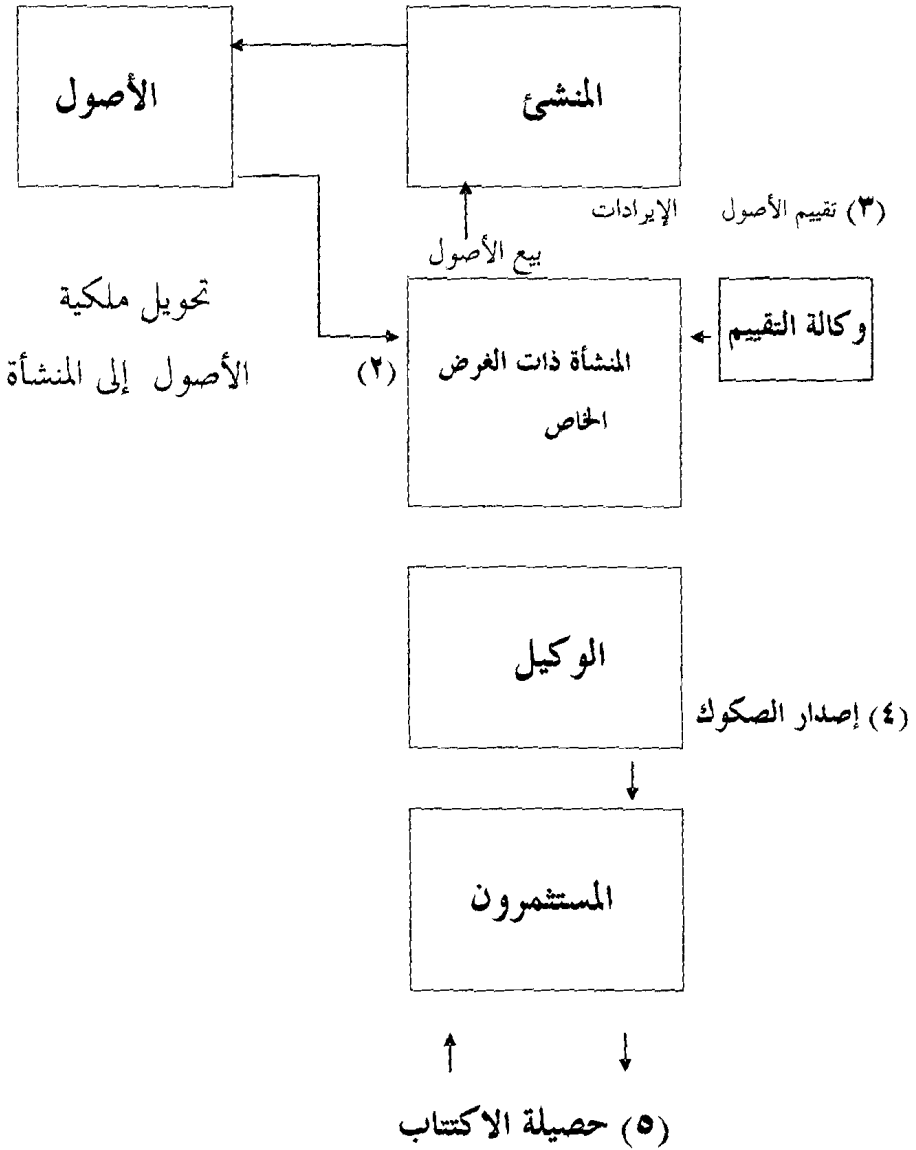 المنشئ
الأصول
(٣) تقييم الأصول
الإيرادات
بيع الأصول
تحويل ملكية
الأصول إلى المنشأة
(٢)
المنشأة ذات الغرض
الخاص
وكالة التقييم
الوكيل
(٤) إصدار الصكوك
المستثمرون
(٥) حصيلة الاكتتاب